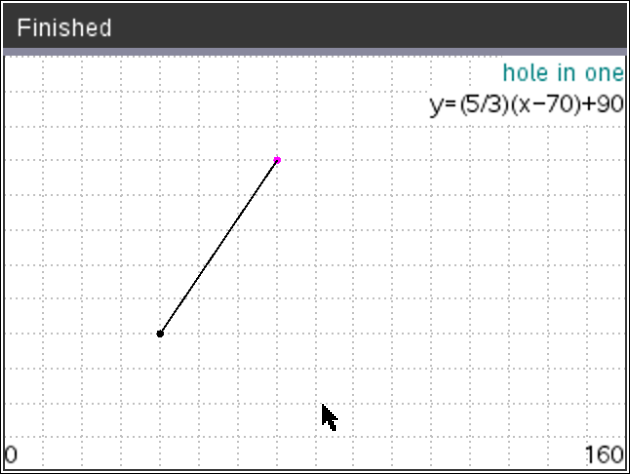 Finished
hole in one
y=(5/3)(x−70)+90
0
160